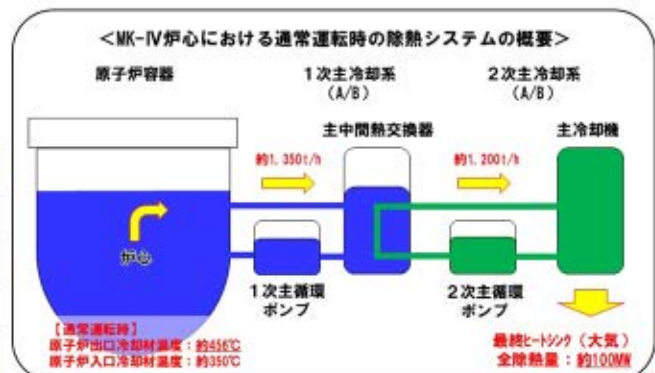 <MK-Ⅳ炉心における通常運転時の除熱システムの概要>
原子炉容器
1次主冷却系
(A/B)
2次主冷却系
(A/B)
主中間熱交換器
主冷却機
約1,350t/h
約1,200t/h
炉心
1次主循環
ポンプ
2次主循環
ポンプ
【通常運転時】
原子炉出口冷却材温度:約456℃
原子炉入口冷却材温度:約350℃
最終ヒートシンク(大気)
全除熱量:約100MW